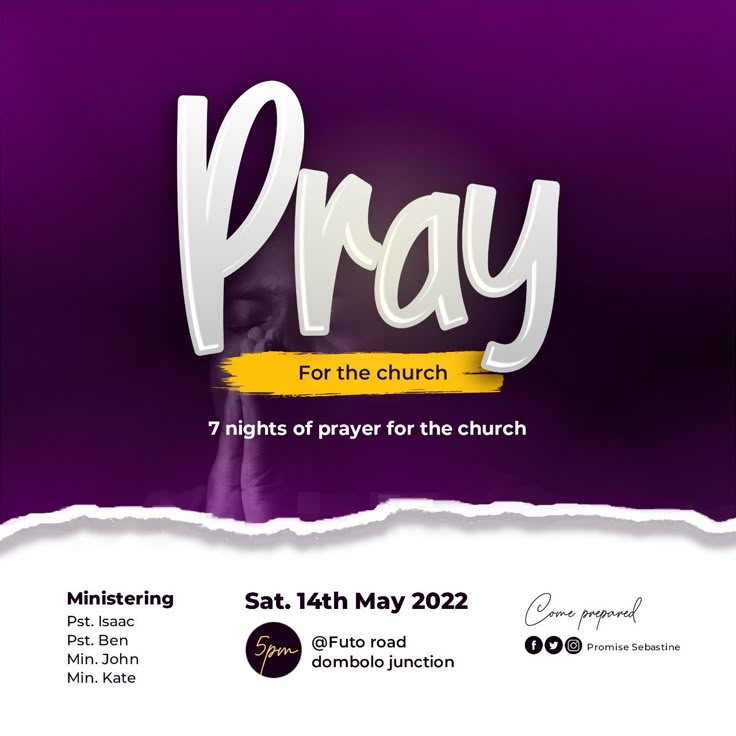 Pray
For the church
7 nights of prayer for the church
Ministering
Pst. Isaac
Pst. Ben
Min. John
Min. Kate
Sat. 14th May 2022
5pm
@Futo road
dombolo junction
Come prepared
Promise Sebastine